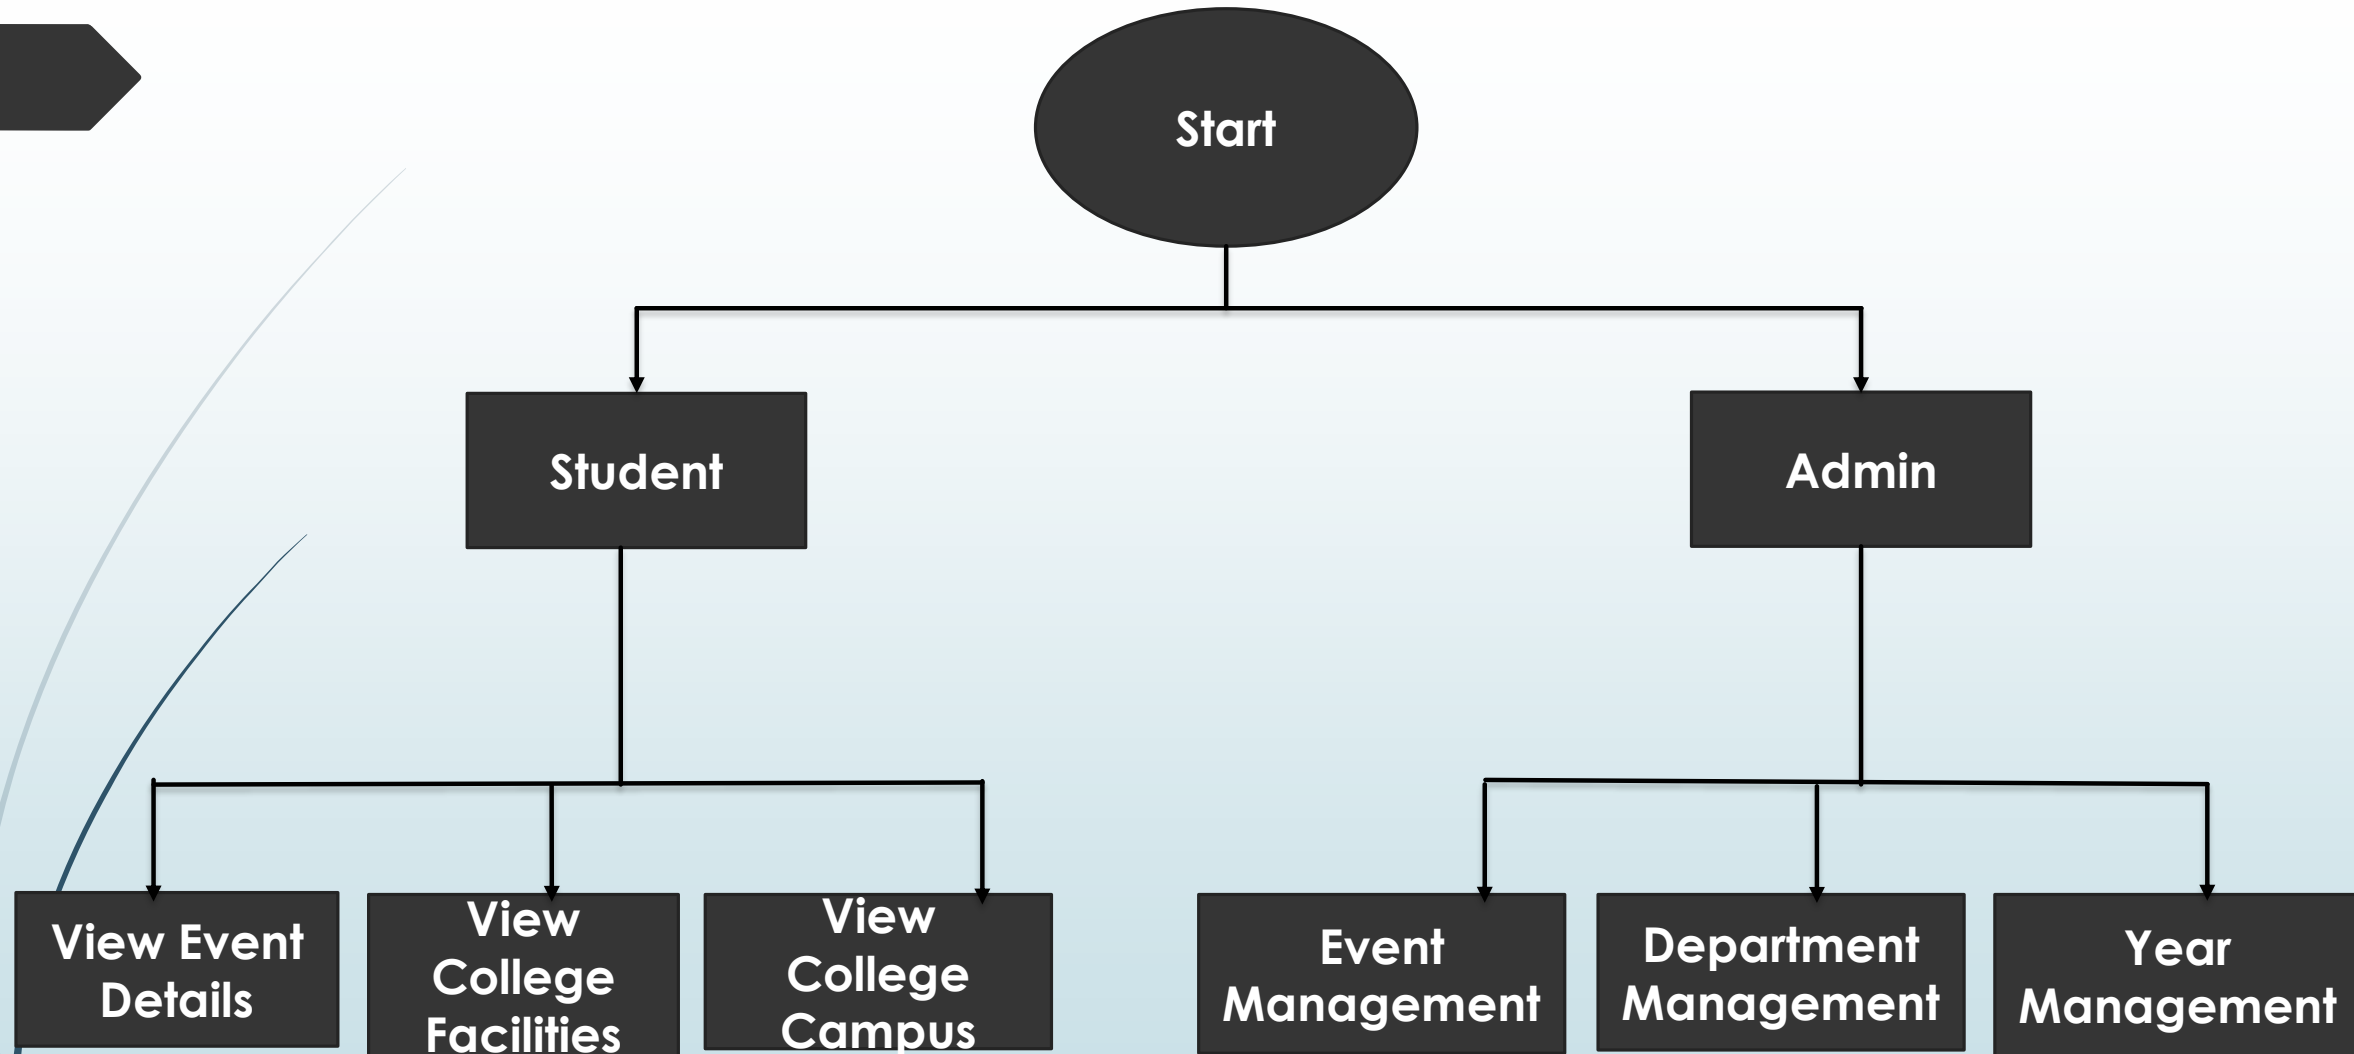 Start
Student
Admin
View Event
Details
View
College
Facilities
View
College
Campus
Event
Management
Department
Management
Year
Management